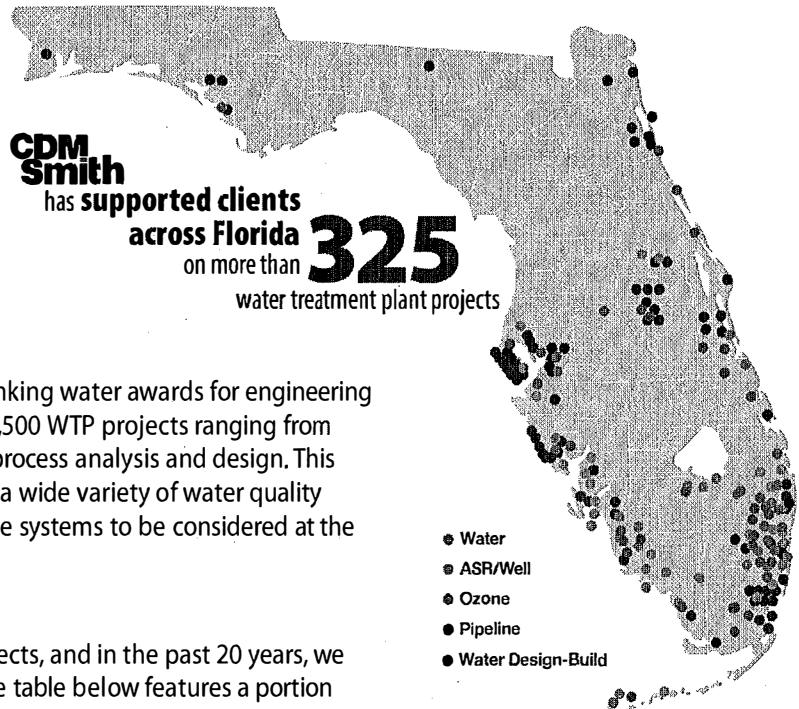 CDM
Smith
has supported clients
across Florida
on more than 325
water treatment plant projects
nking water awards for engineering
,500 WTP projects ranging from
process analysis and design. This
a wide variety of water quality
e systems to be considered at the
Water
ASR/Well
Ozone
Pipeline
Water Design-Build
ects, and in the past 20 years, we
e table below features a portion